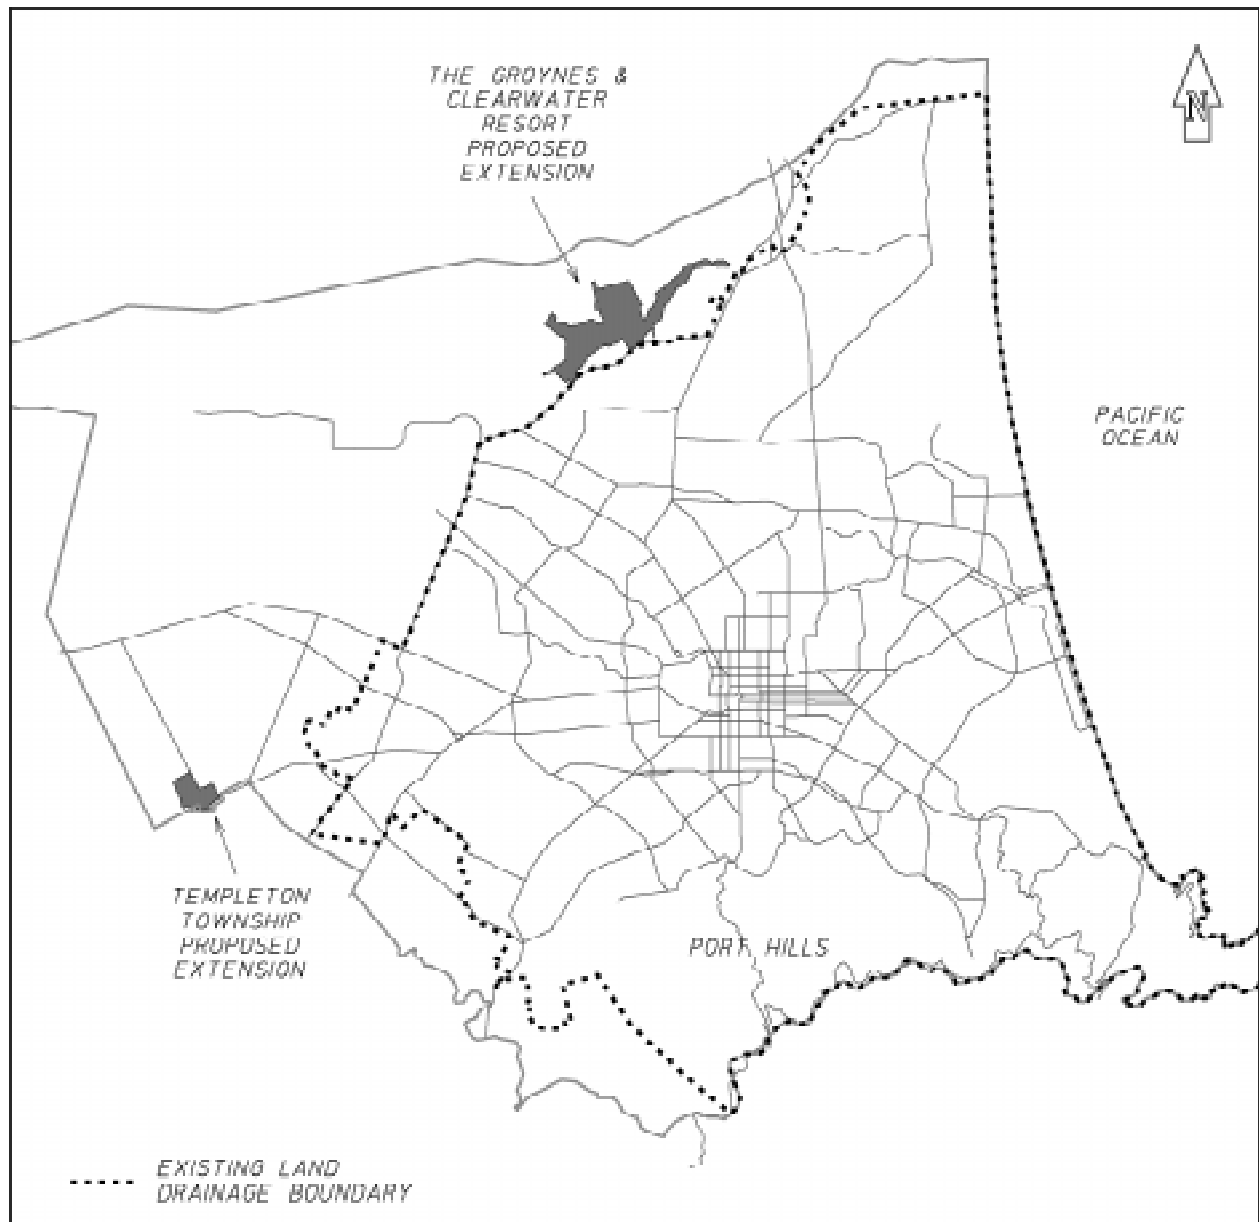 THE GROYNES &
CLEARWATER
RESORT
PROPOSED
EXTENSION
N
PACIFIC
OCEAN
TEMPLETON
TOWNSHIP
PROPOSED
EXTENSION
PORT HILLS
EXISTING LAND
DRAINAGE BOUNDARY